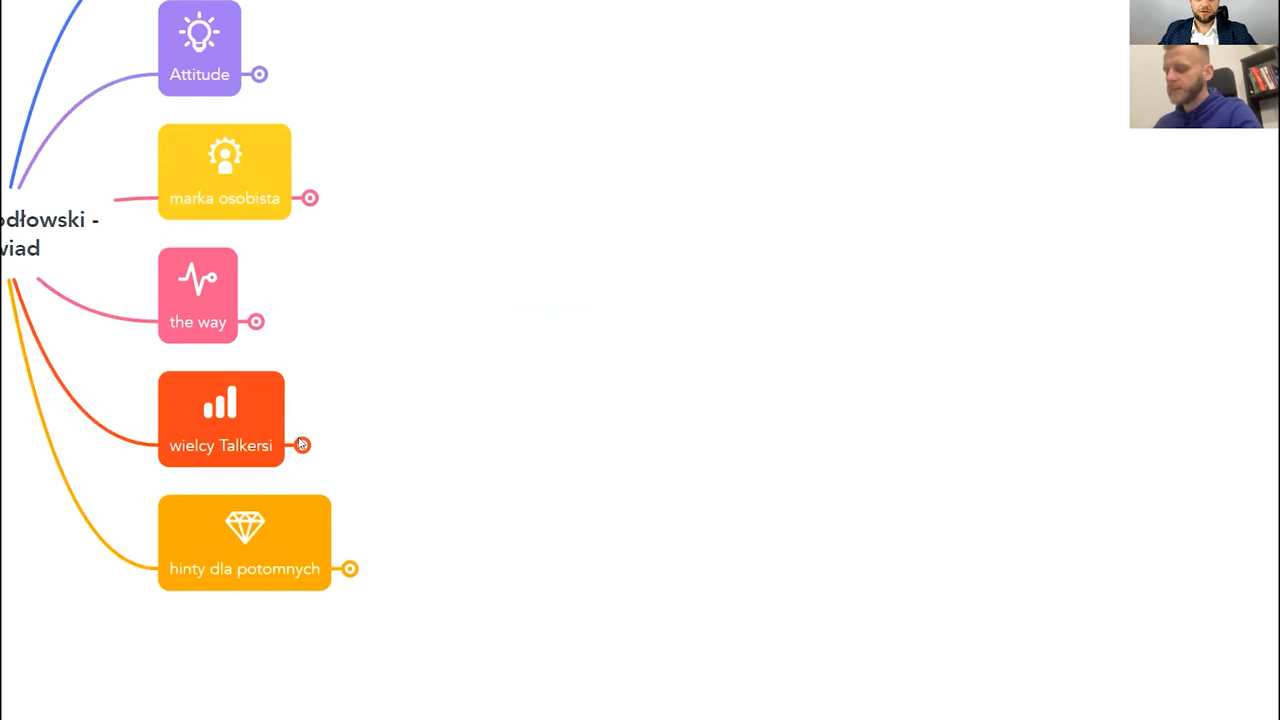 Attitude
marka osobista
odłowski -
wiad
the way
wielcy Talkersi
hinty dla potomnych